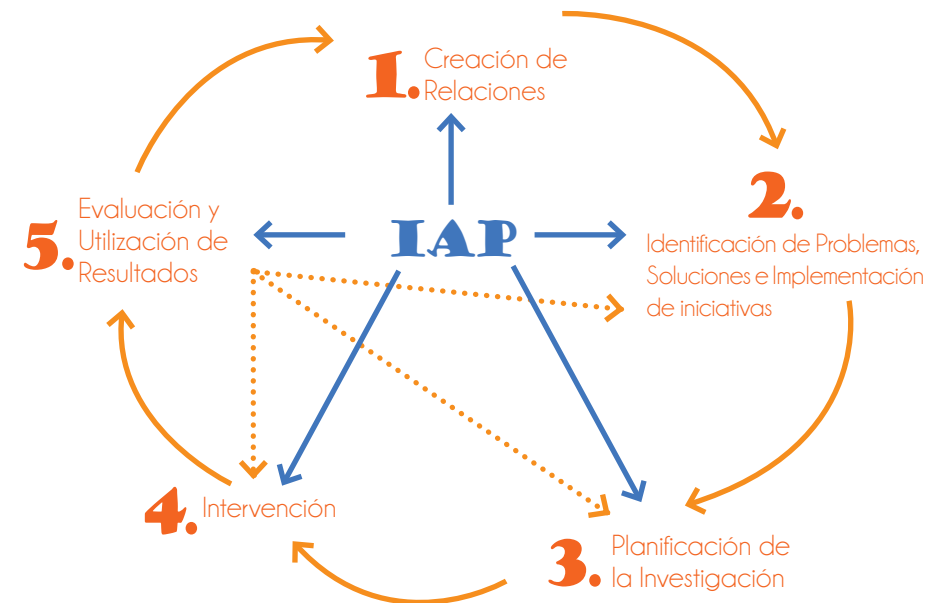 1. Creación de
Relaciones
2.
Identificación de Problemas,
Soluciones e Implementación
de iniciativas
IAP
5. Evaluación y
Utilización de
Resultados
4. Intervención
3. Planificación de
la Investigación